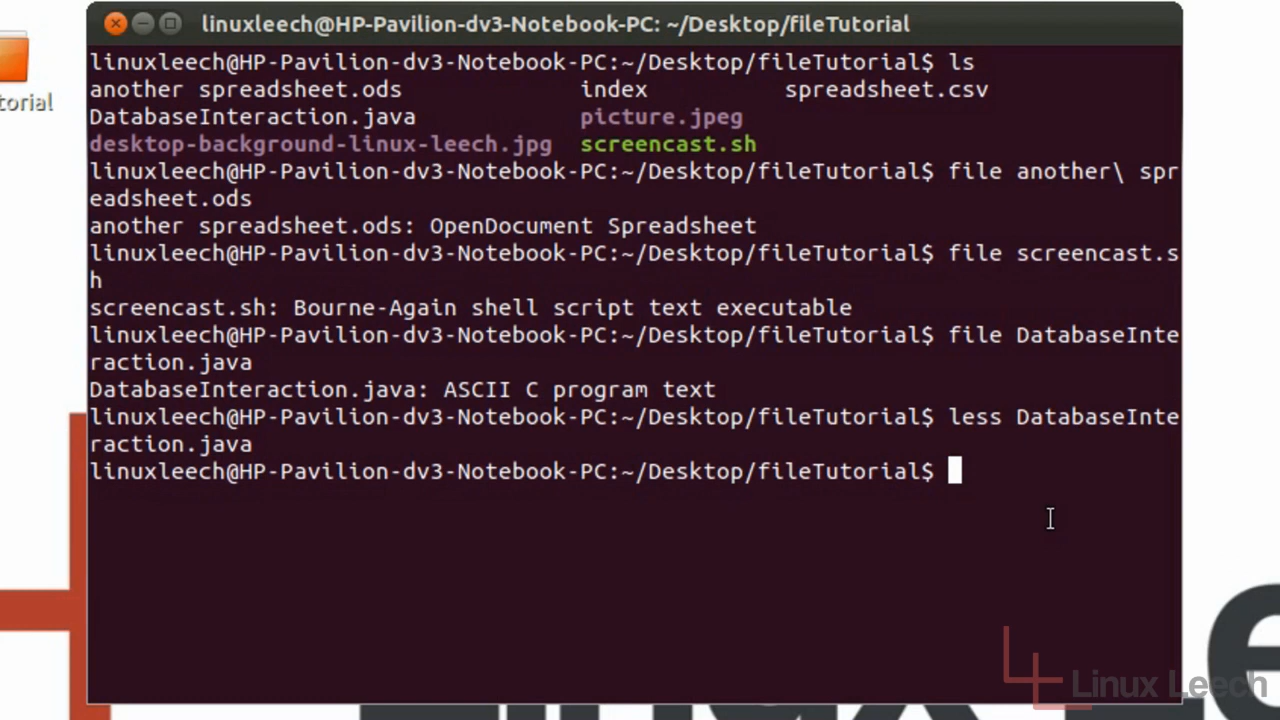 linuxleech@HP-Pavilion-dv3-Notebook-PC: ~/Desktop/fileTutorial
linuxleech@HP-Pavilion-dv3-Notebook-PC:~/Desktop/fileTutorial$ ls
another spreadsheet.ods index spreadsheet.csv
DatabaseInteraction.java picture.jpeg
desktop-background-linux-leech.jpg screencast.sh
linuxleech@HP-Pavilion-dv3-Notebook-PC:~/Desktop/fileTutorial$ file another\ spr
eadsheet.ods
another spreadsheet.ods: OpenDocument Spreadsheet
linuxleech@HP-Pavilion-dv3-Notebook-PC:~/Desktop/fileTutorial$ file screencast.s
h
screencast.sh: Bourne-Again shell script text executable
linuxleech@HP-Pavilion-dv3-Notebook-PC:~/Desktop/fileTutorial$ file DatabaseInte
raction.java
DatabaseInteraction.java: ASCII C program text
linuxleech@HP-Pavilion-dv3-Notebook-PC:~/Desktop/fileTutorial$ less DatabaseInte
raction.java
linuxleech@HP-Pavilion-dv3-Notebook-PC:~/Desktop/fileTutorial$
torial
Linux Leech